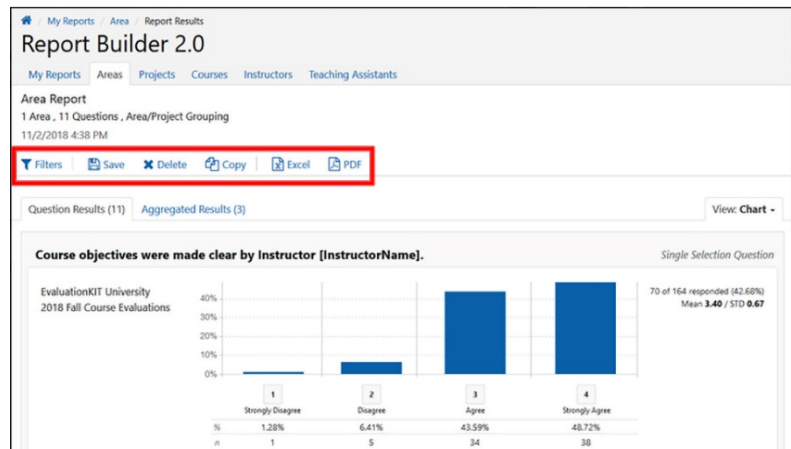 My Reports / Area / Report Results
Report Builder 2.0
My Reports Areas Projects Courses Instructors Teaching Assistants
Area Report
1 Area , 11 Questions , Area/Project Grouping
11/2/2018 4:38 PM
Filters Save Delete Copy Excel PDF
Question Results (11) Aggregated Results (3) View: Chart
Course objectives were made clear by Instructor [InstructorName]. Single Selection Question
EvaluationKIT University
2018 Fall Course Evaluations
70 of 164 responded (42.68%)
Mean 3.40 / STD 0.67
40%
30%
20%
10%
0%
1 2 3 4
Strongly Disagree Disagree Agree Strongly Agree
% 1.28% 6.41% 43.59% 48.72%
n 1 5 34 38